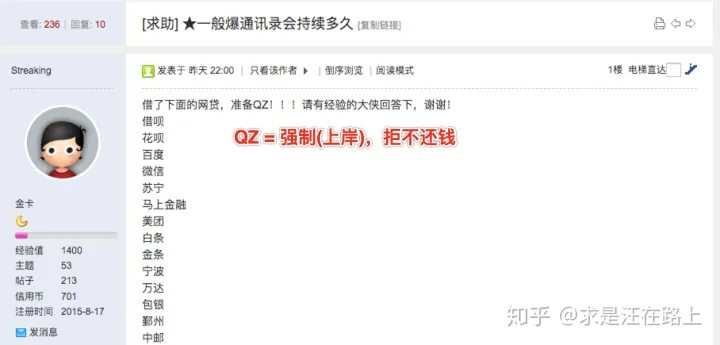 查看: 236 | 回复: 10
[求助] ★一般爆通讯录会持续多久 [复制链接]
Streaking
发表于 昨天 22:00 | 只看该作者 | 倒序浏览 | 阅读模式
1楼 电梯直达
借了下面的网贷，准备QZ！！！请有经验的大侠回答下，谢谢！
借呗
QZ = 强制(上岸)，拒不还钱
花呗
百度
微信
苏宁
马上金融
美团
白条
金条
宁波
万达
包银
鄞州
中邮
金卡
经验值 1400
主题 53
帖子 213
信用币 701
注册时间 2015-8-17
发消息
知乎 @求是汪在路上